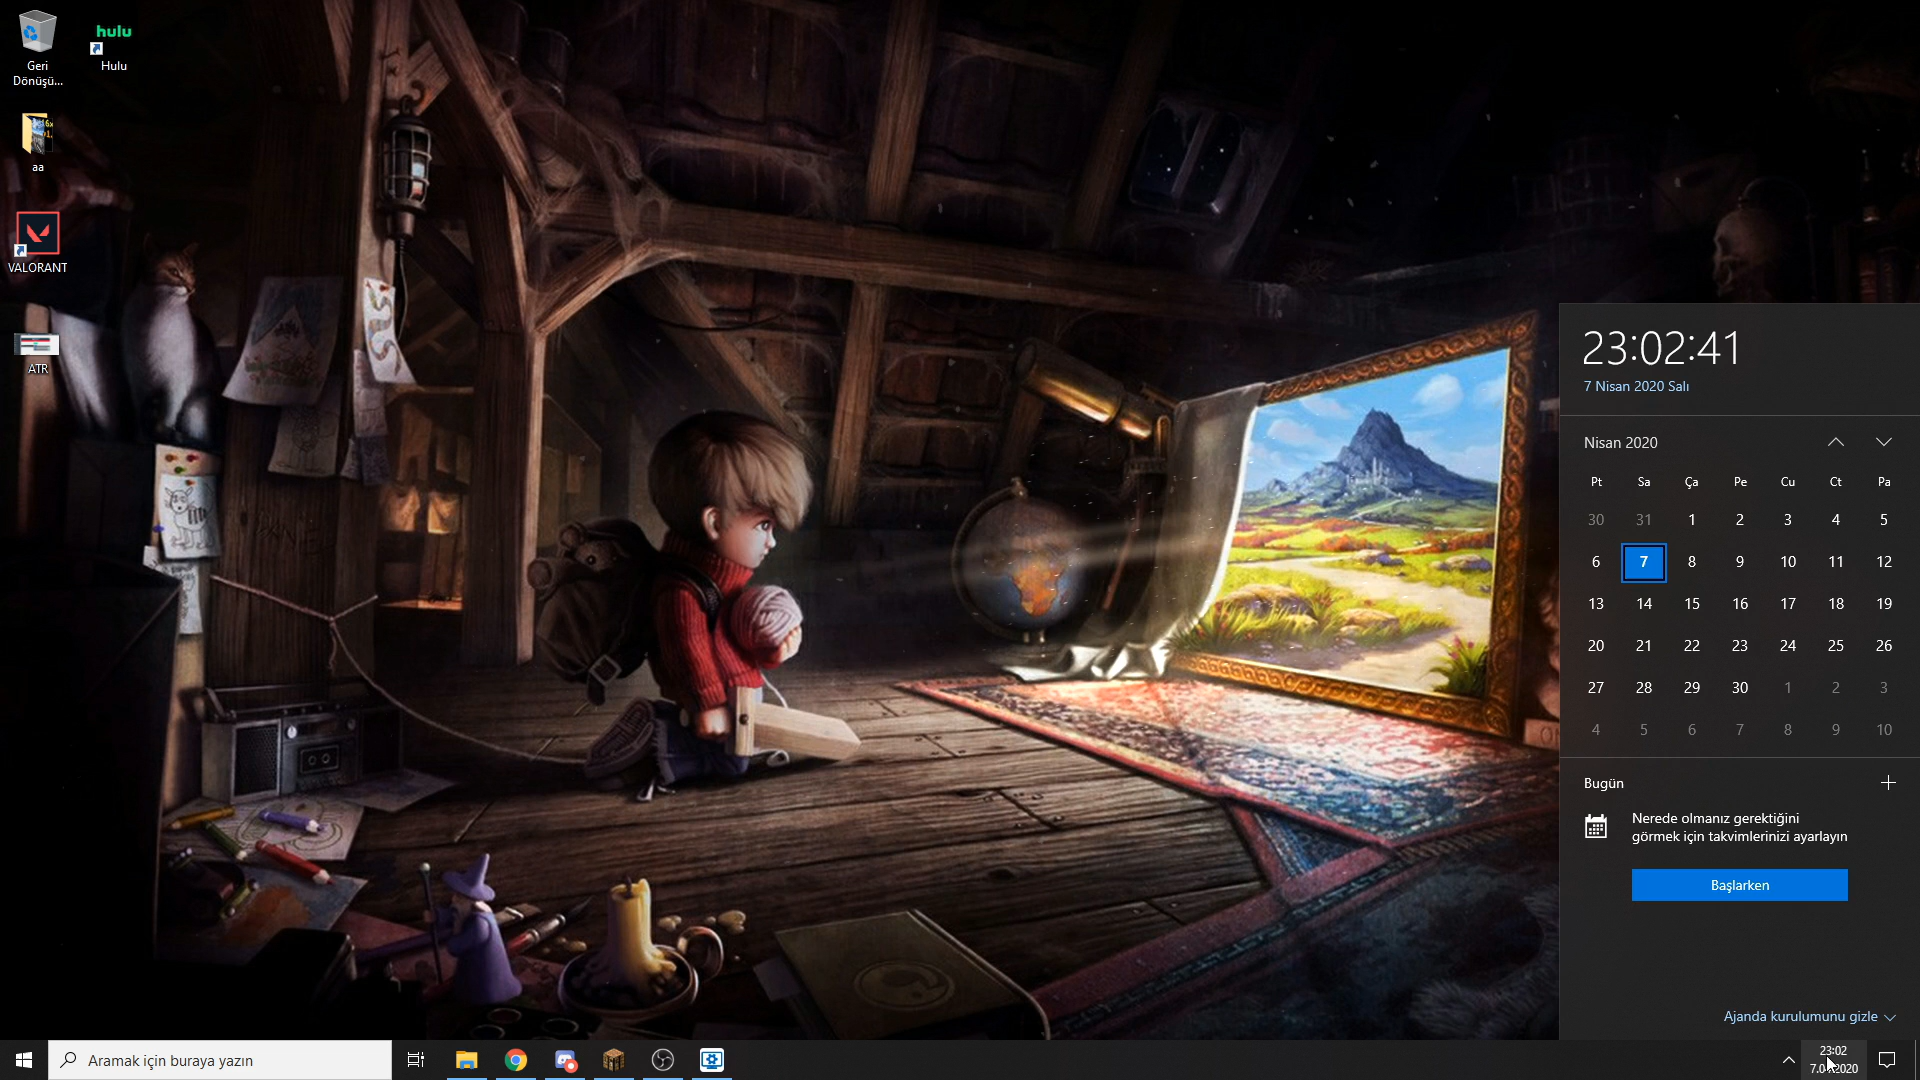 Geri
Dönüşü...
hulu
Hulu
aa
VALORANT
ATR
23:02:41
7 Nisan 2020 Salı
Nisan 2020
Pt Sa Ça Pe Cu Ct Pa
30 31 1 2 3 4 5
6 7 8 9 10 11 12
13 14 15 16 17 18 19
20 21 22 23 24 25 26
27 28 29 30 1 2 3
4 5 6 7 8 9 10
Bugün
Nerede olmanız gerektiğini
görmek için takvimlerinizi ayarlayın
Başlarken
Ajanda kurulumunu gizle
Aramak için buraya yazın
23:02